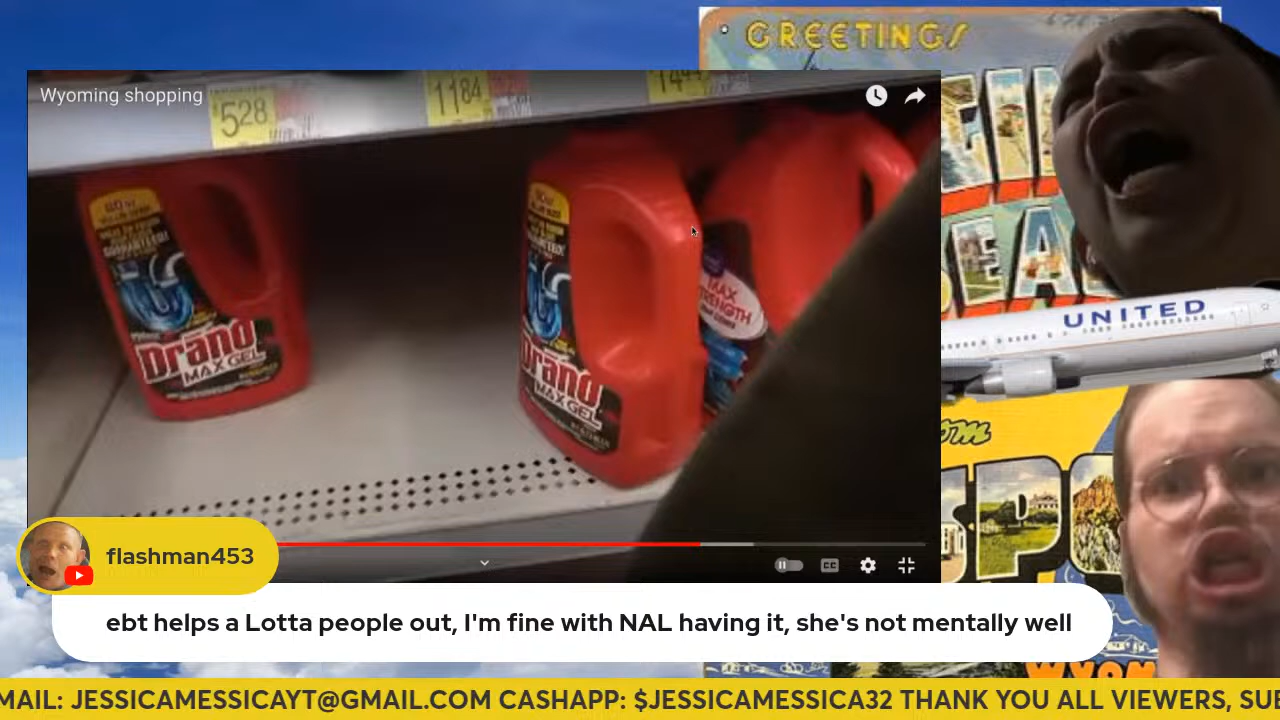 GREETINGS
Wyoming shopping
5.28
11.84
Drano
MAX GEL
Drano
MAX GEL
MAX
STRENGTH
UNITED
flashman453
CC
ebt helps a Lotta people out, I'm fine with NAL having it, she's not mentally well
MAIL: JESSICAMESSICAYT@GMAIL.COM CASHAPP: $JESSICAMESSICA32 THANK YOU ALL VIEWERS, SUB